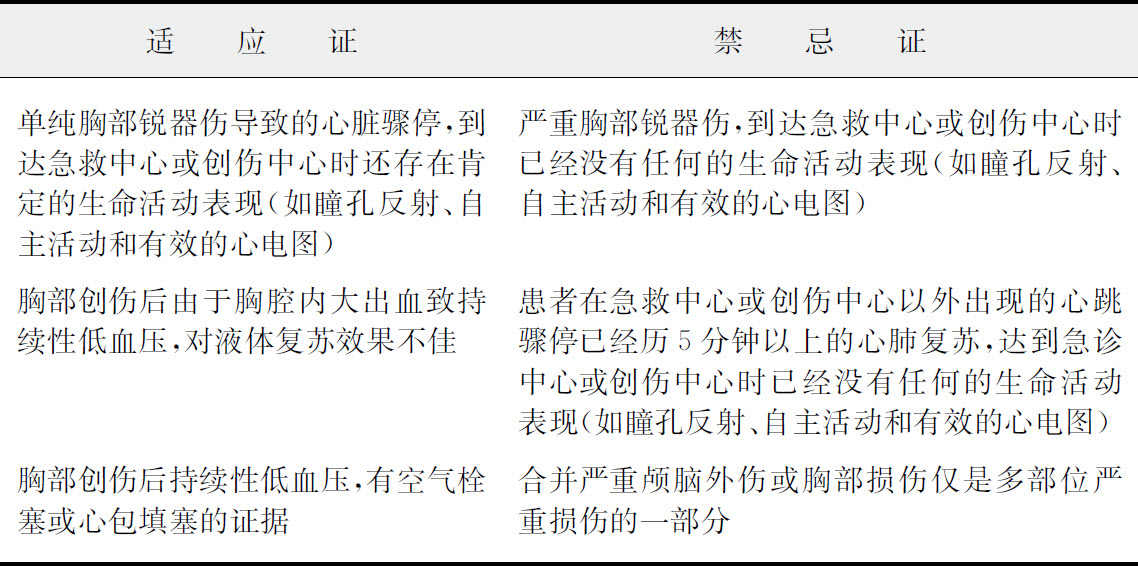 适应证
禁忌证
单纯胸部锐器伤导致的心脏骤停,到
达急救中心或创伤中心时还存在肯
定的生命活动表现(如瞳孔反射、自
主活动和有效的心电图)
严重胸部锐器伤,到达急救中心或创伤中心时
已经没有任何的生命活动表现(如瞳孔反射、
自主活动和有效的心电图)
胸部创伤后由于胸腔内大出血致持
续性低血压,对液体复苏效果不佳
患者在急救中心或创伤中心以外出现的心跳
骤停已经历5分钟以上的心肺复苏,达到急诊
中心或创伤中心时已经没有任何的生命活动
表现(如瞳孔反射、自主活动和有效的心电图)
胸部创伤后持续性低血压,有空气栓
塞或心包填塞的证据
合并严重颅脑外伤或胸部损伤仅是多部位严
重损伤的一部分